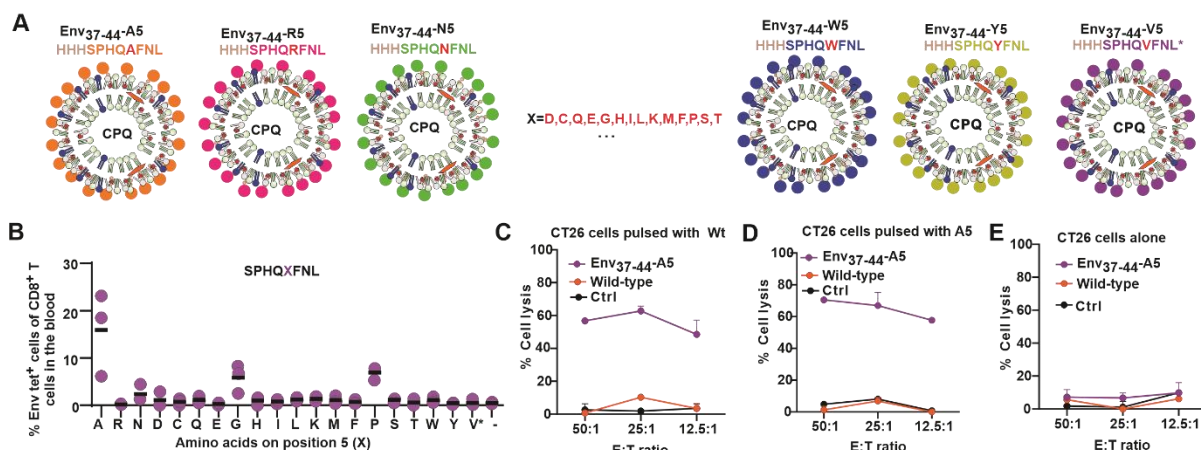 A
Env37-44-A5
HHHSPHQAFNL
CPQ
Env37-44-R5
HHHSPHQRFNL
CPQ
Env37-44-N5
HHHSPHQNFNL
CPQ
X=D,C,Q,E,G,H,I,L,K,M,F,P,S,T
...
Env37-44-W5
HHHSPHQWFNL
CPQ
Env37-44-Y5
HHHSPHQYFNL
CPQ
Env37-44-V5
HHHSPHQVFNL*
CPQ
B
SPHQXFNL
% Env tet+ cells of CD8+ T
cells in the blood
30
20
10
0
A R N D C Q E G H I L K M F P S T W Y V* -
Amino acids on position 5 (X)
C
CT26 cells pulsed with Wt
Env37-44-A5
Wild-type
Ctrl
% Cell lysis
100
80
60
40
20
0
50:1 25:1 12.5:1
E:T ratio
D
CT26 cells pulsed with A5
Env37-44-A5
Wild-type
Ctrl
% Cell lysis
100
80
60
40
20
0
50:1 25:1 12.5:1
E:T ratio
E
CT26 cells alone
Env37-44-A5
Wild-type
Ctrl
% Cell lysis
100
80
60
40
20
0
50:1 25:1 12.5:1
E:T ratio